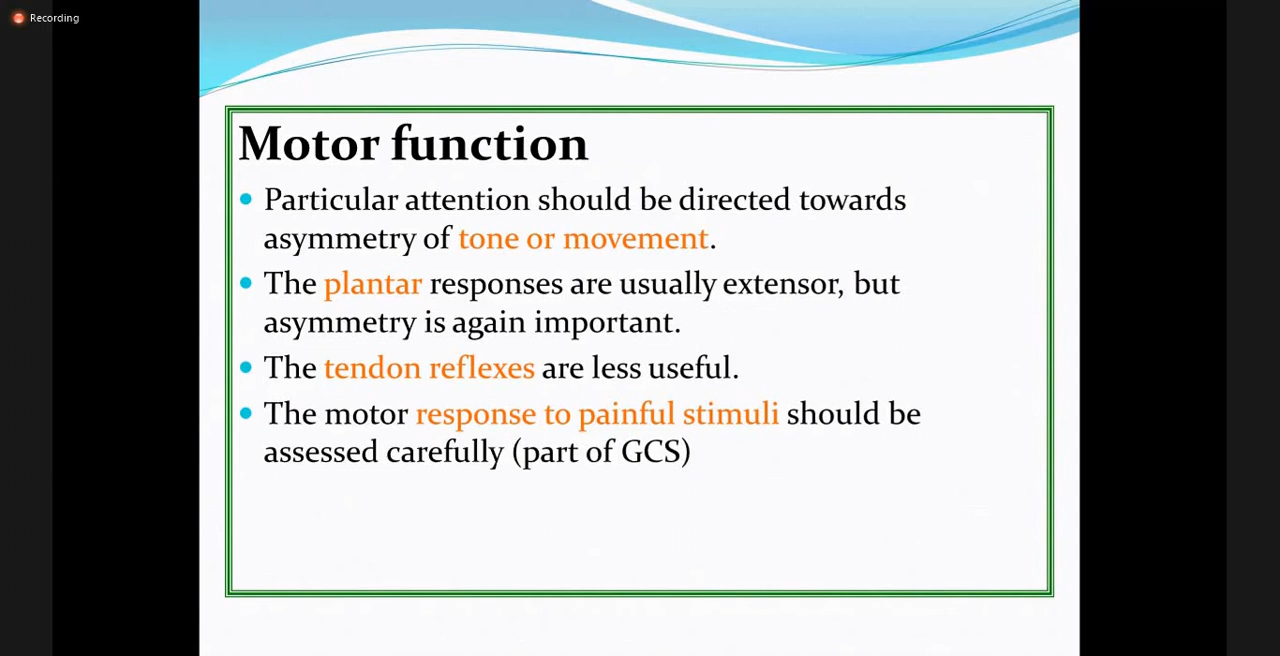 Recording
Motor function
Particular attention should be directed towards
asymmetry of tone or movement.
The plantar responses are usually extensor, but
asymmetry is again important.
The tendon reflexes are less useful.
The motor response to painful stimuli should be
assessed carefully (part of GCS)